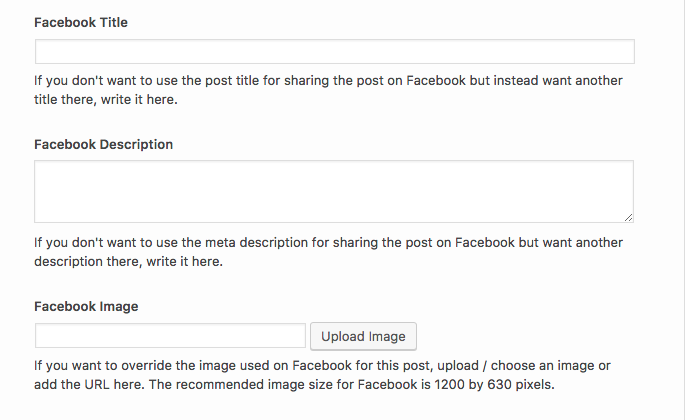 Facebook Title
If you don't want to use the post title for sharing the post on Facebook but instead want another
title there, write it here.
Facebook Description
If you don't want to use the meta description for sharing the post on Facebook but want another
description there, write it here.
Facebook Image
Upload Image
If you want to override the image used on Facebook for this post, upload / choose an image or
add the URL here. The recommended image size for Facebook is 1200 by 630 pixels.